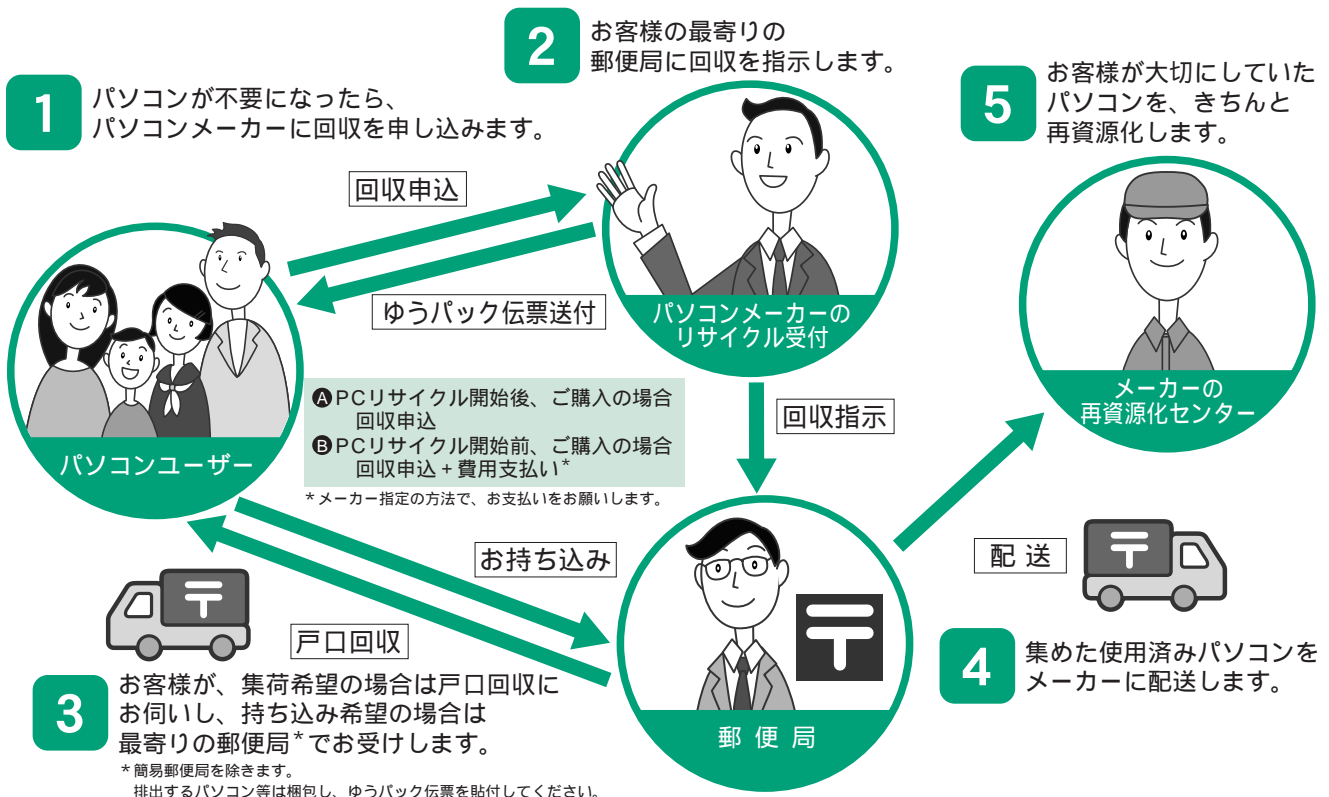 1
パソコンが不要になったら、
パソコンメーカーに回収を申し込みます。
2
お客様の最寄りの
郵便局に回収を指示します。
5
お客様が大切にしていた
パソコンを、きちんと
再資源化します。
回収申込
ゆうパック伝票送付
パソコンユーザー
パソコンメーカーの
リサイクル受付
メーカーの
再資源化センター
ⒶPCリサイクル開始後、ご購入の場合
回収申込
ⒷPCリサイクル開始前、ご購入の場合
回収申込+費用支払い*
*メーカー指定の方法で、お支払いをお願いします。
回収指示
お持ち込み
戸口回収
配 送
〒
〒
〒
郵 便 局
3
お客様が、集荷希望の場合は戸口回収に
お伺いし、持ち込み希望の場合は
最寄りの郵便局*でお受けします。
*簡易郵便局を除きます。
排出するパソコン等は梱包し、ゆうパック伝票を貼付してください。
4
集めた使用済みパソコンを
メーカーに配送します。